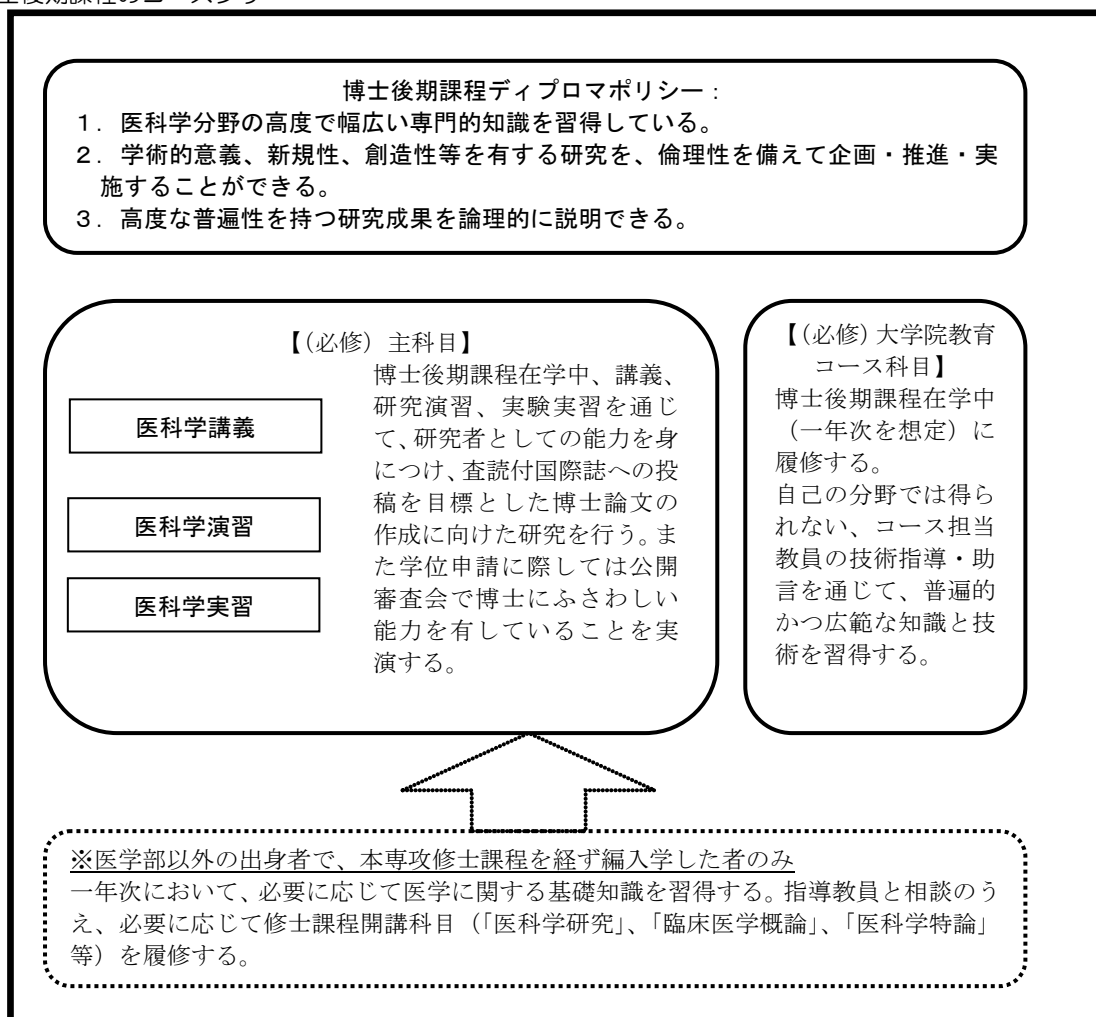 博士後期課程ディプロマポリシー：
１．医科学分野の高度で幅広い専門的知識を習得している。
２．学術的意義、新規性、創造性等を有する研究を、倫理性を備えて企画・推進・実
施することができる。
３．高度な普遍性を持つ研究成果を論理的に説明できる。
【（必修）主科目】
博士後期課程在学中、講義、
研究演習、実験実習を通じ
て、研究者としての能力を身
につけ、査読付国際誌への投
稿を目標とした博士論文の
作成に向けた研究を行う。ま
た学位申請に際しては公開
審査会で博士にふさわしい
能力を有していることを実
演する。
医科学講義
医科学演習
医科学実習
【（必修）大学院教育
コース科目】
博士後期課程在学中
（一年次を想定）に
履修する。
自己の分野では得ら
れない、コース担当
教員の技術指導・助
言を通じて、普遍的
かつ広範な知識と技
術を習得する。
※医学部以外の出身者で、本専攻修士課程を経ず編入学した者のみ
一年次において、必要に応じて医学に関する基礎知識を習得する。指導教員と相談のう
え、必要に応じて修士課程開講科目（「医科学研究」、「臨床医学概論」、「医科学特論」
等）を履修する。